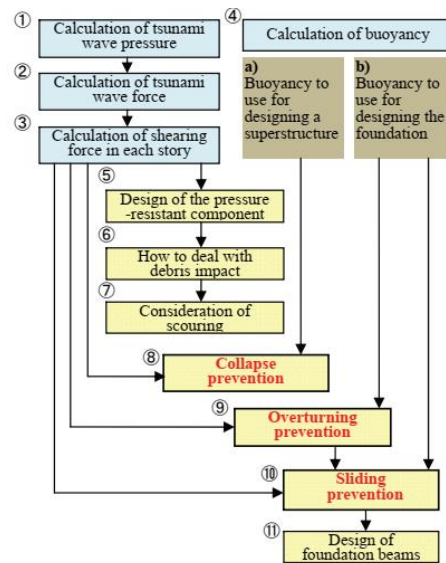 ①
Calculation of tsunami
wave pressure
②
Calculation of tsunami
wave force
③
Calculation of shearing
force in each story
④
Calculation of buoyancy
a)
Buoyancy to
use for
designing a
superstructure
b)
Buoyancy to
use for
designing the
foundation
⑤
Design of the pressure
-resistant component
⑥
How to deal with
debris impact
⑦
Consideration of
scouring
⑧
Collapse
prevention
⑨
Overturning
prevention
⑩
Sliding
prevention
⑪
Design of
foundation beams